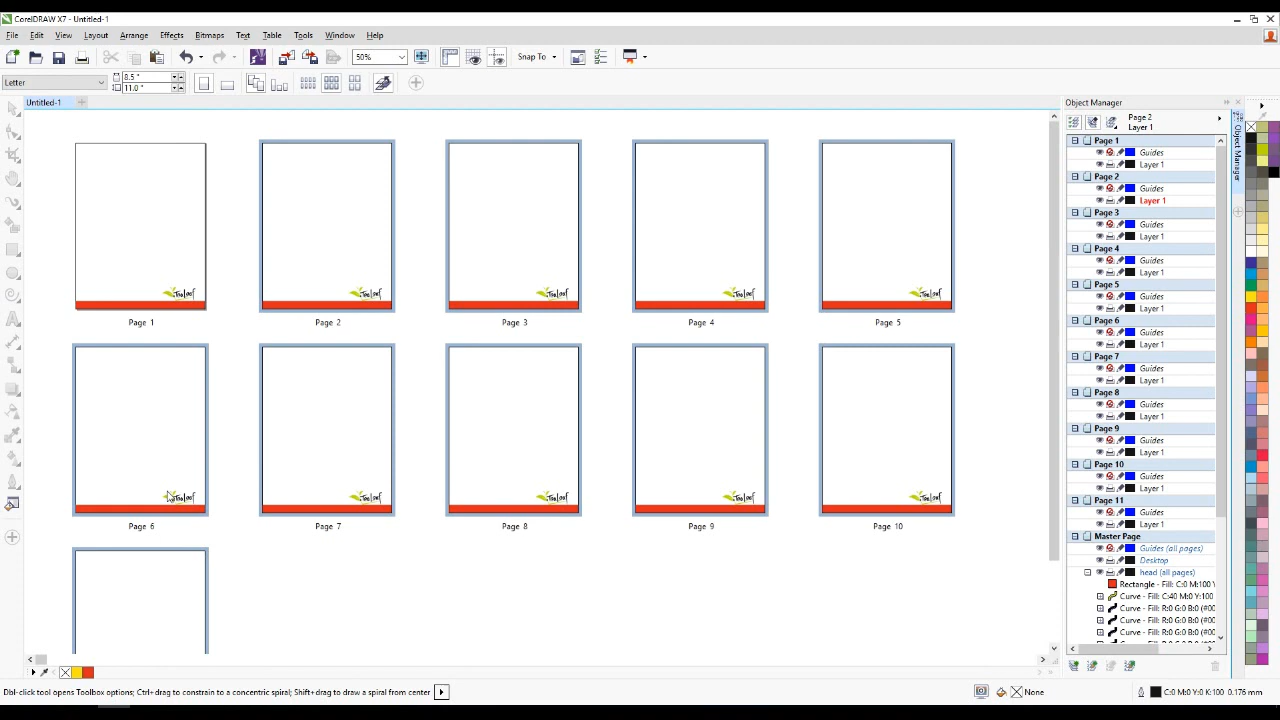 CorelDRAW X7 - Untitled-1
File Edit View Layout Arrange Effects Bitmaps Text Table Tools Window Help
50% Snap To
Letter 8.5 " 11.0 "
Untitled-1
Page 1
Page 2
Page 3
Page 4
Page 5
Page 6
Page 7
Page 8
Page 9
Page 10
Object Manager
Page 2
Layer 1
Page 1
Guides
Layer 1
Page 2
Guides
Layer 1
Page 3
Guides
Layer 1
Page 4
Guides
Layer 1
Page 5
Guides
Layer 1
Page 6
Guides
Layer 1
Page 7
Guides
Layer 1
Page 8
Guides
Layer 1
Page 9
Guides
Layer 1
Page 10
Guides
Layer 1
Page 11
Guides
Layer 1
Master Page
Guides (all pages)
Desktop
head (all pages)
Rectangle - Fill: C:0 M:100 Y
Curve - Fill: C:40 M:0 Y:100
Curve - Fill: R:0 G:0 B:0 (#00
Curve - Fill: R:0 G:0 B:0 (#00
Curve - Fill: R:0 G:0 B:0 (#00
Object Manager
Dbl-click tool opens Toolbox options; Ctrl+drag to constrain to a concentric spiral; Shift+drag to draw a spiral from center
None
C:0 M:0 Y:0 K:100 0.176 mm